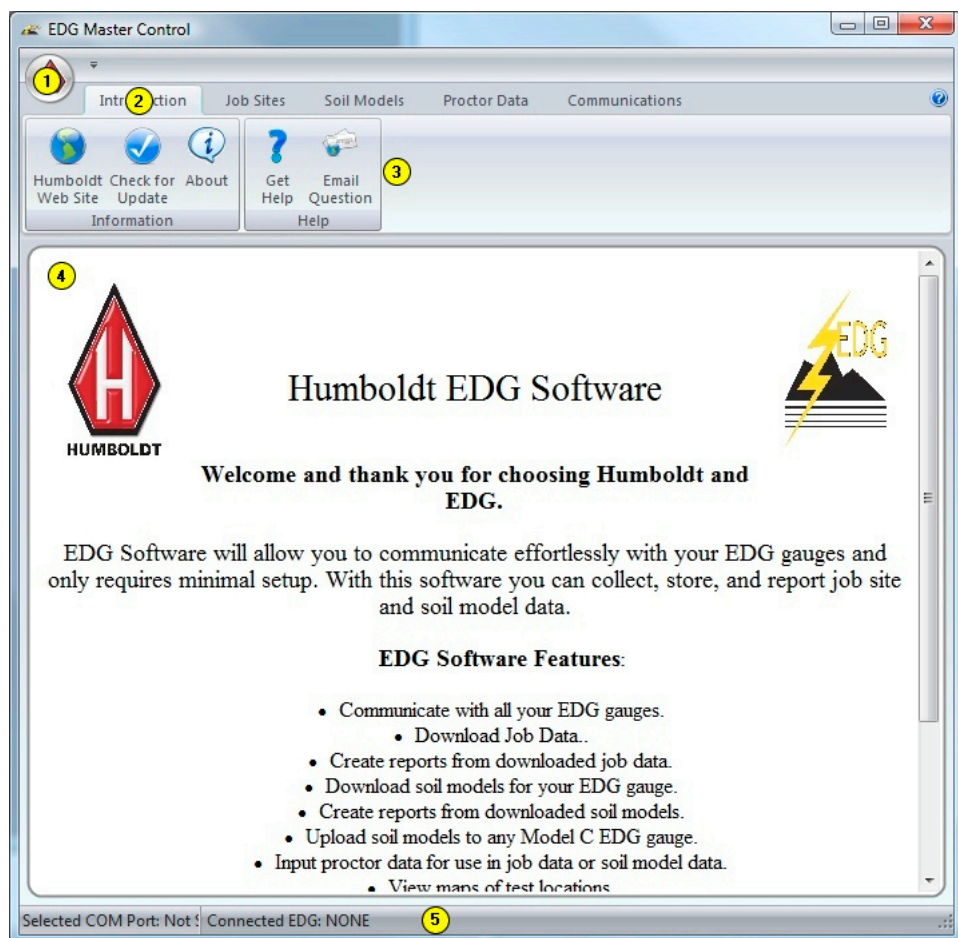 EDG Master Control
1
Intr 2 ction Job Sites Soil Models Proctor Data Communications
Humboldt Check for About Get Email
Web Site Update Help Question
3
Information Help
4
EDG
HUMBOLDT
Humboldt EDG Software
Welcome and thank you for choosing Humboldt and
EDG.
EDG Software will allow you to communicate effortlessly with your EDG gauges and
only requires minimal setup. With this software you can collect, store, and report job site
and soil model data.
EDG Software Features:
• Communicate with all your EDG gauges.
• Download Job Data..
• Create reports from downloaded job data.
• Download soil models for your EDG gauge.
• Create reports from downloaded soil models.
• Upload soil models to any Model C EDG gauge.
• Input proctor data for use in job data or soil model data.
• View maps of test locations
Selected COM Port: Not Connected EDG: NONE 5